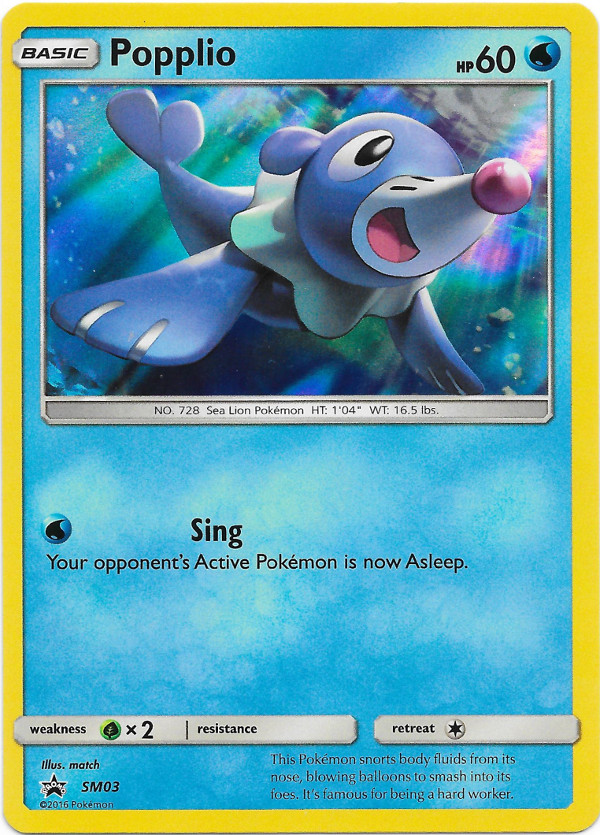 BASIC Popplio HP 60
NO. 728 Sea Lion Pokémon HT: 1'04" WT: 16.5 lbs.
Sing
Your opponent's Active Pokémon is now Asleep.
weakness × 2 resistance retreat
Illus. match
SM03
©2016 Pokémon
This Pokémon snorts body fluids from its
nose, blowing balloons to smash into its
foes. It's famous for being a hard worker.